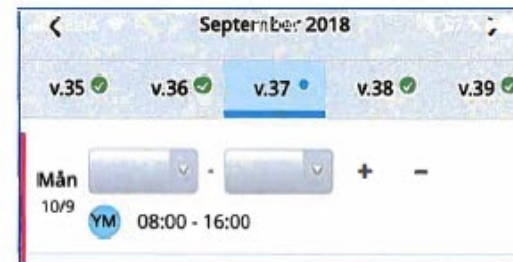 September 2018
v.35 v.36 v.37 v.38 v.39
Mån - + -
10/9
YM 08:00 - 16:00